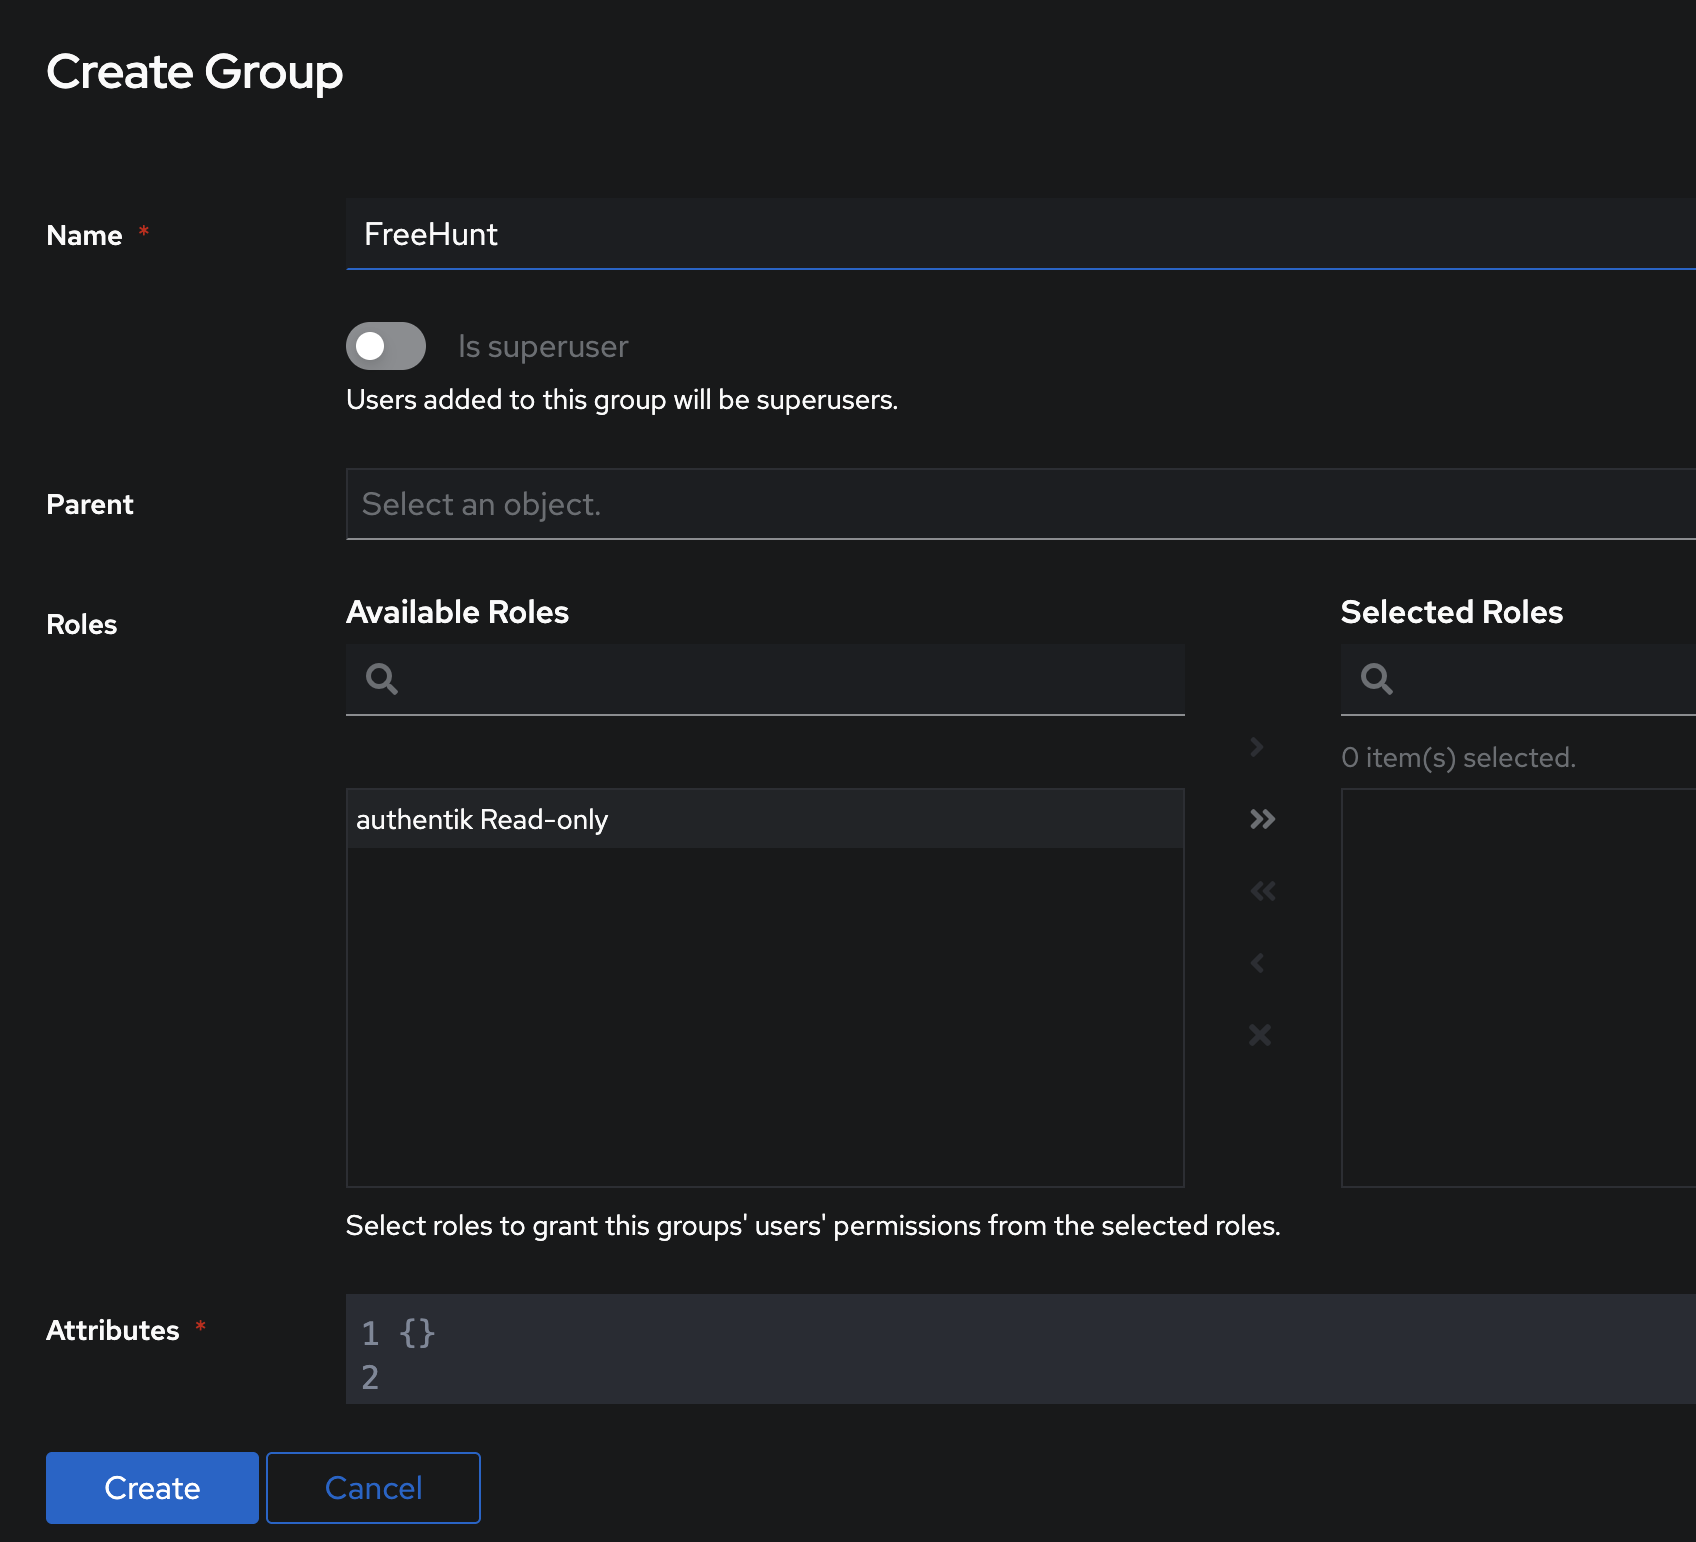 Create Group
Name *
FreeHunt
Is superuser
Users added to this group will be superusers.
Parent
Select an object.
Roles
Available Roles
Selected Roles
0 item(s) selected.
authentik Read-only
Select roles to grant this groups' users' permissions from the selected roles.
Attributes *
1 {}
2
Create
Cancel